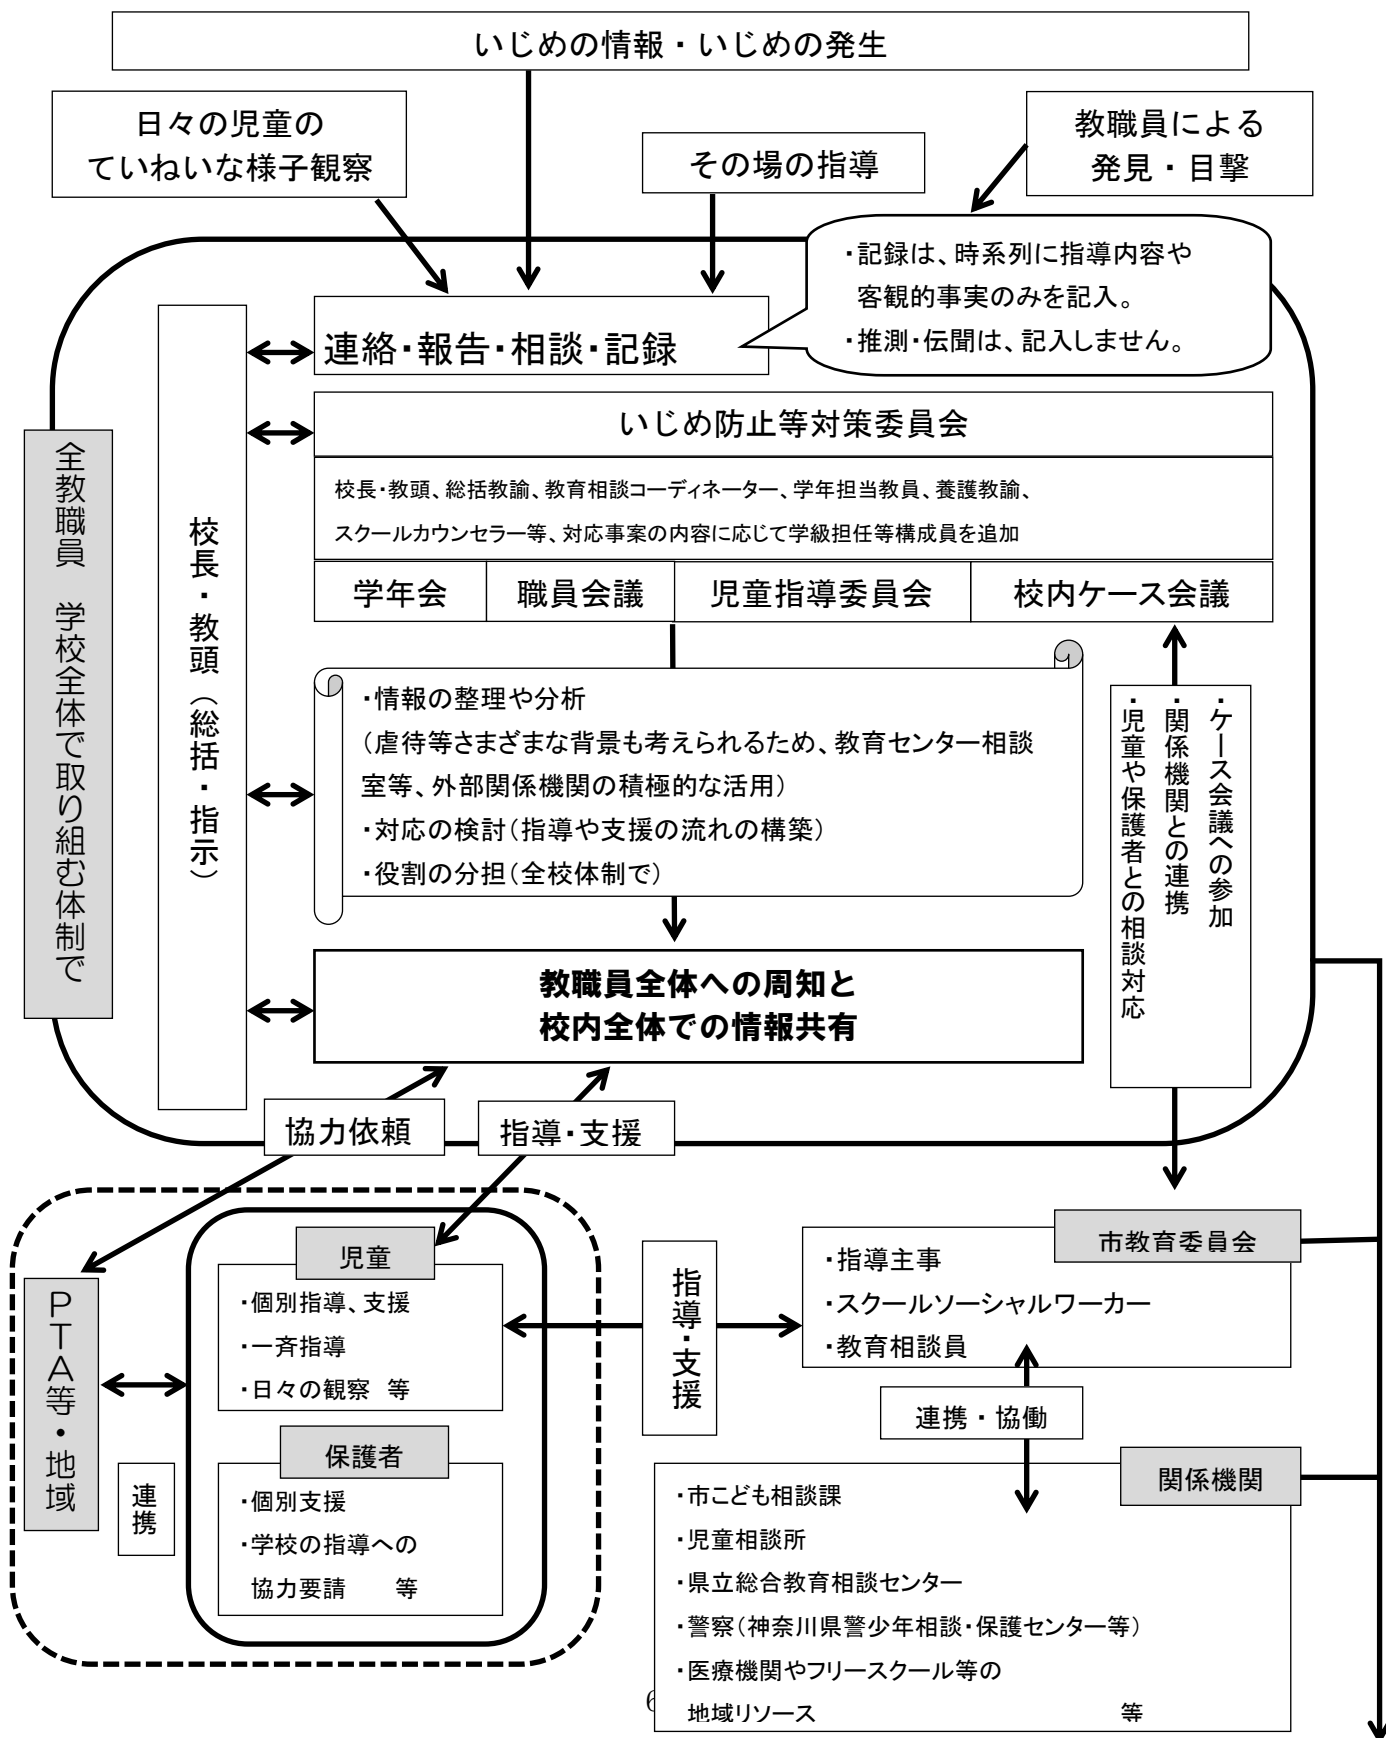 いじめの情報・いじめの発生
日々の児童の
ていねいな様子観察
その場の指導
教職員による
発見・目撃
・記録は、時系列に指導内容や
客観的事実のみを記入。
・推測・伝聞は、記入しません。
連絡・報告・相談・記録
いじめ防止等対策委員会
校長・教頭、総括教諭、教育相談コーディネーター、学年担当教員、養護教諭、
スクールカウンセラー等、対応事案の内容に応じて学級担任等構成員を追加
学年会
職員会議
児童指導委員会
校内ケース会議
全教職員　学校全体で取り組む体制で
校長・教頭（総括・指示）
・情報の整理や分析
（虐待等さまざまな背景も考えられるため、教育センター相談
室等、外部関係機関の積極的な活用）
・対応の検討（指導や支援の流れの構築）
・役割の分担（全校体制で）
・ケース会議への参加
・関係機関との連携
・児童や保護者との相談対応
教職員全体への周知と
校内全体での情報共有
協力依頼
指導・支援
児童
・個別指導、支援
・一斉指導
・日々の観察　等
保護者
・個別支援
・学校の指導への
協力要請　　等
ＰＴＡ等・地域
連携
指導・支援
市教育委員会
・指導主事
・スクールソーシャルワーカー
・教育相談員
連携・協働
関係機関
・市こども相談課
・児童相談所
・県立総合教育相談センター
・警察（神奈川県警少年相談・保護センター等）
・医療機関やフリースクール等の
地域リソース　　　　　　　　　　　等
6